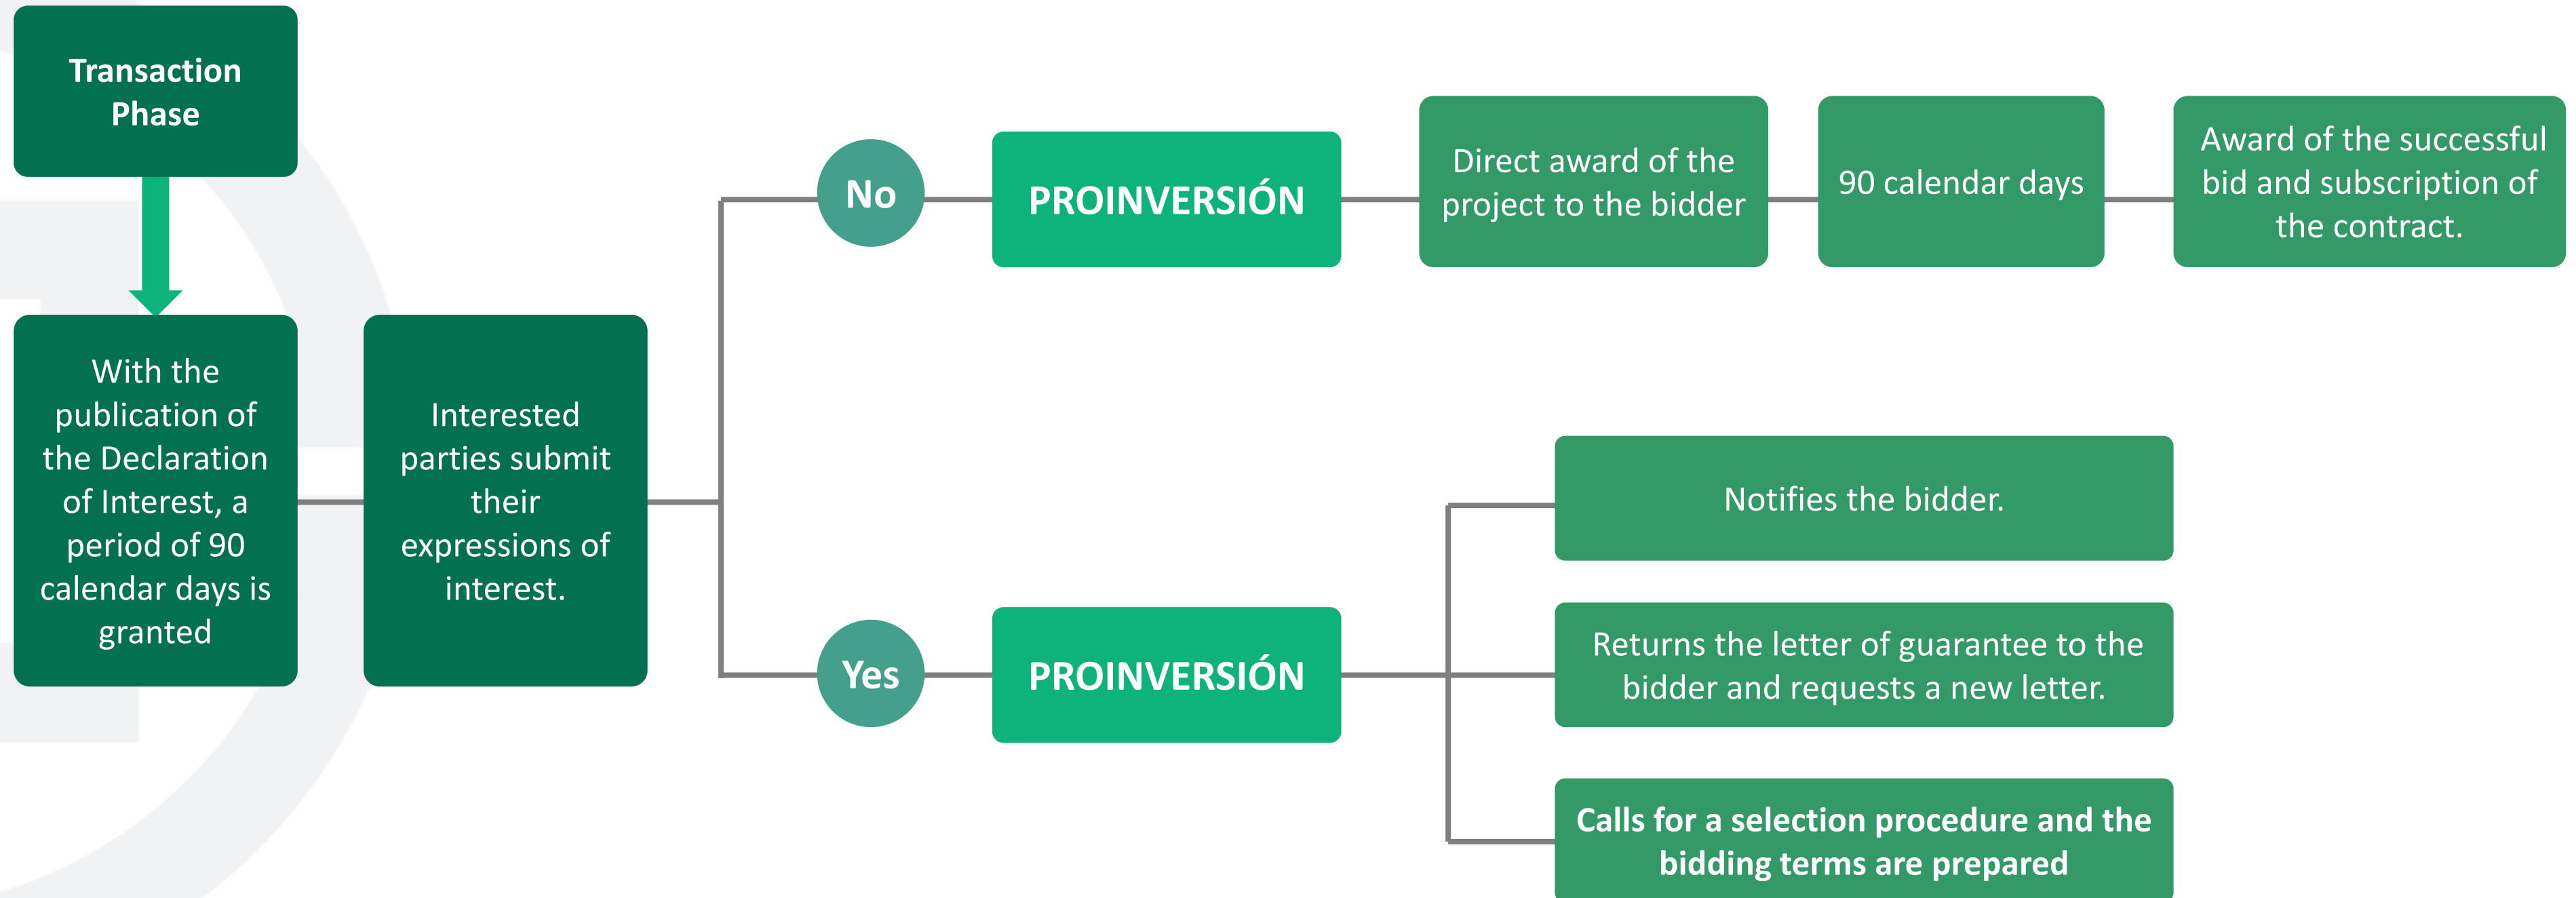 Transaction
Phase
With the
publication of
the Declaration
of Interest, a
period of 90
calendar days is
granted
Interested
parties submit
their
expressions of
interest.
No
PROINVERSIÓN
Direct award of the
project to the bidder
90 calendar days
Award of the successful
bid and subscription of
the contract.
Yes
PROINVERSIÓN
Notifies the bidder.
Returns the letter of guarantee to the
bidder and requests a new letter.
Calls for a selection procedure and the
bidding terms are prepared